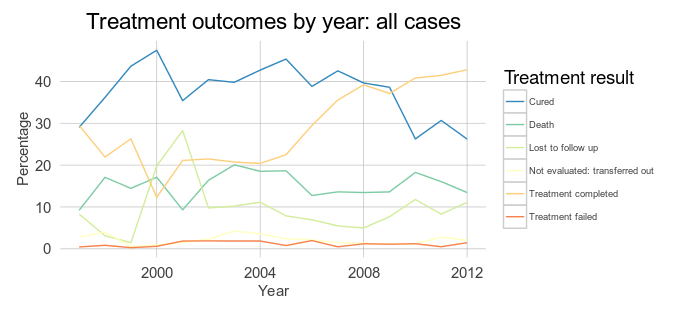 Treatment outcomes by year: all cases
Percentage
40
30
20
10
0
2000
2004
2008
2012
Year
Treatment result
Cured
Death
Lost to follow up
Not evaluated: transferred out
Treatment completed
Treatment failed